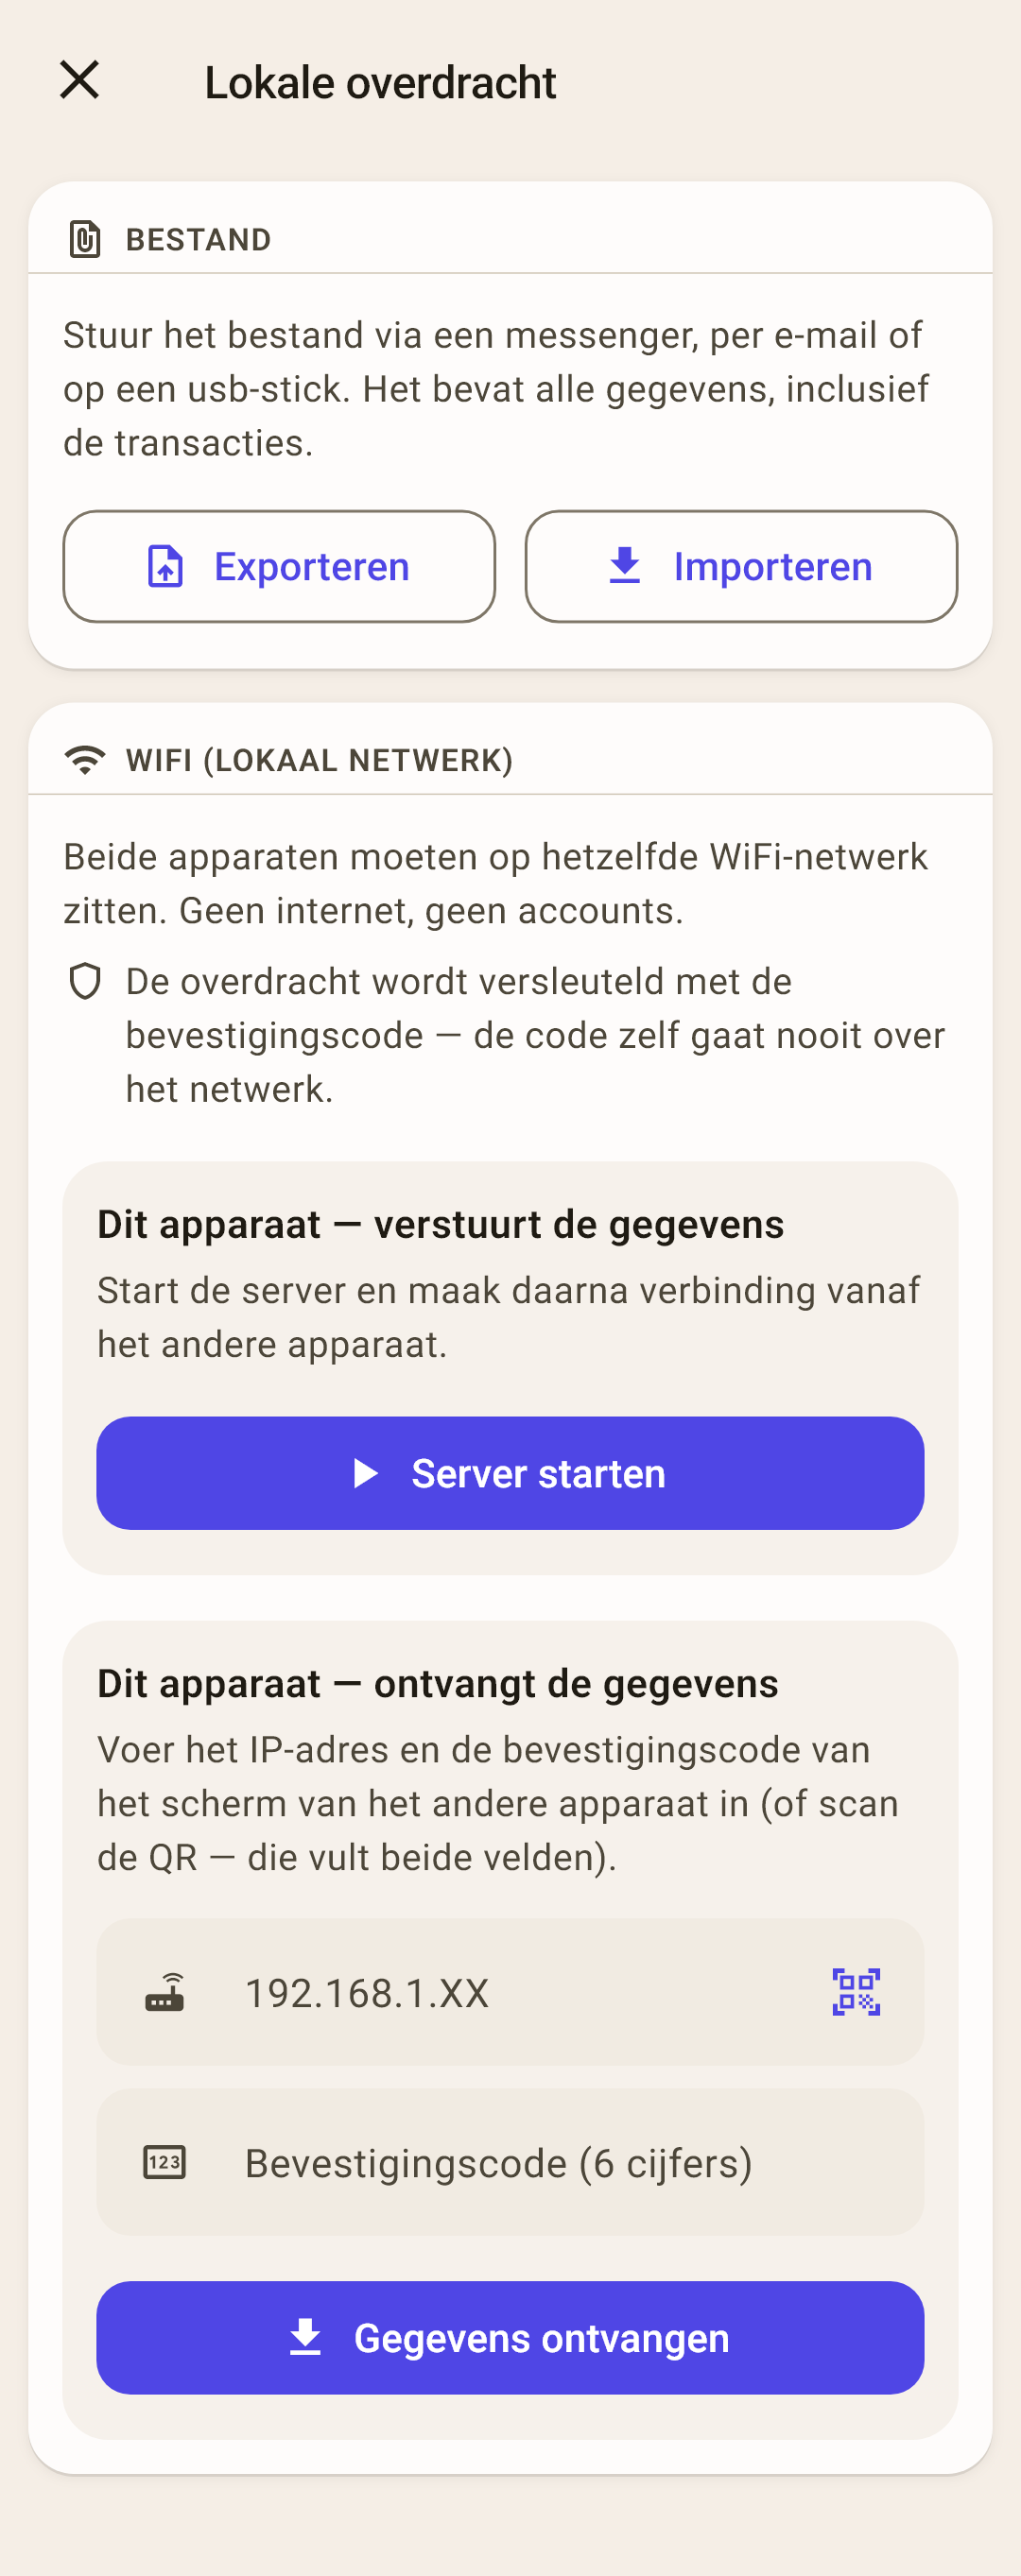 Lokale overdracht
BESTAND
Stuur het bestand via een messenger, per e-mail of
op een usb-stick. Het bevat alle gegevens, inclusief
de transacties.
Exporteren
Importeren
WIFI (LOKAAL NETWERK)
Beide apparaten moeten op hetzelfde WiFi-netwerk
zitten. Geen internet, geen accounts.
De overdracht wordt versleuteld met de
bevestigingscode — de code zelf gaat nooit over
het netwerk.
Dit apparaat — verstuurt de gegevens
Start de server en maak daarna verbinding vanaf
het andere apparaat.
Server starten
Dit apparaat — ontvangt de gegevens
Voer het IP-adres en de bevestigingscode van
het scherm van het andere apparaat in (of scan
de QR — die vult beide velden).
192.168.1.XX
123
Bevestigingscode (6 cijfers)
Gegevens ontvangen